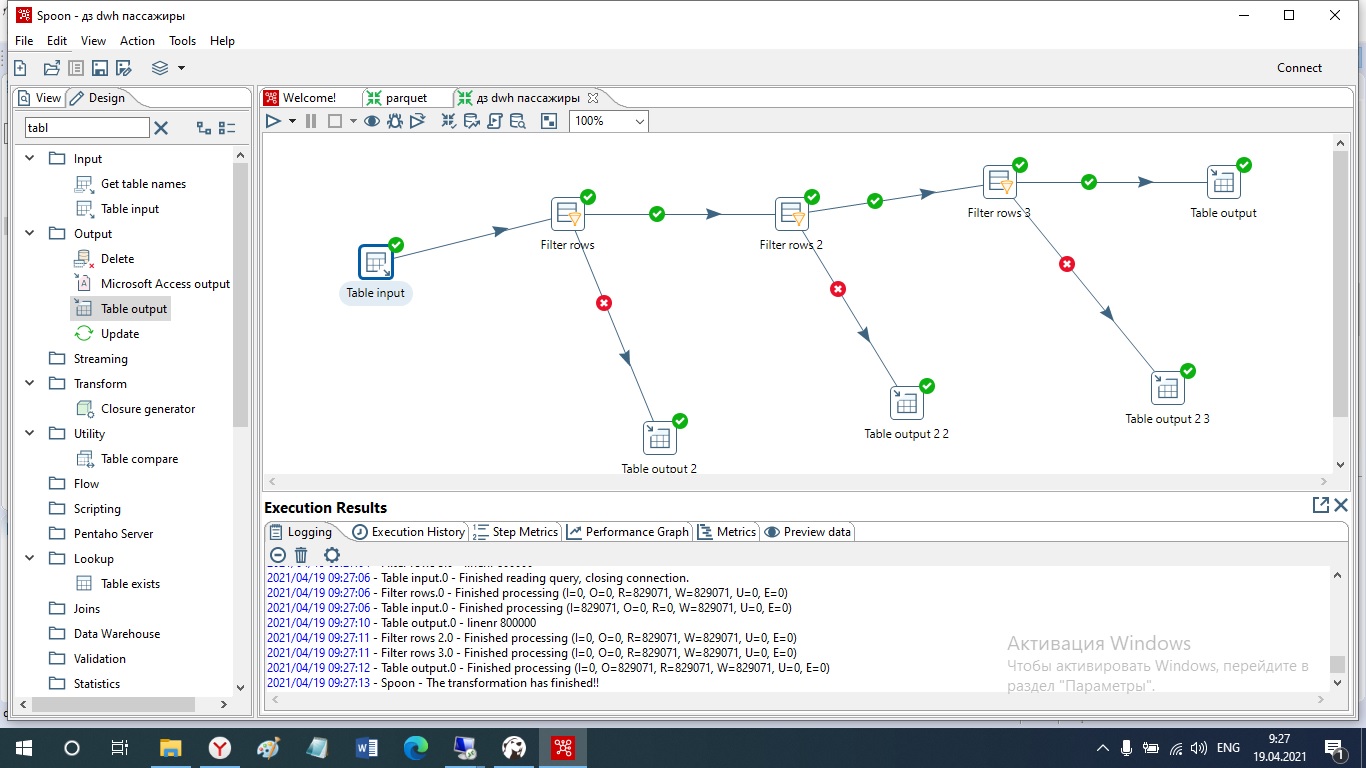 Spoon - дз dwh пассажиры
File Edit View Action Tools Help
Connect
View Design
Welcome! parquet дз dwh пассажиры
tabl
100%
Input
Get table names
Table input
Output
Delete
Microsoft Access output
Table output
Update
Streaming
Transform
Closure generator
Utility
Table compare
Flow
Scripting
Pentaho Server
Lookup
Table exists
Joins
Data Warehouse
Validation
Statistics
Table input
Filter rows
Filter rows 2
Filter rows 3
Table output
Table output 2
Table output 2 2
Table output 2 3
Execution Results
Logging Execution History Step Metrics Performance Graph Metrics Preview data
2021/04/19 09:27:06 - Table input.0 - Finished reading query, closing connection.
2021/04/19 09:27:06 - Filter rows.0 - Finished processing (I=0, O=0, R=829071, W=829071, U=0, E=0)
2021/04/19 09:27:06 - Table input.0 - Finished processing (I=829071, O=0, R=0, W=829071, U=0, E=0)
2021/04/19 09:27:10 - Table output.0 - linenr 800000
2021/04/19 09:27:11 - Filter rows 2.0 - Finished processing (I=0, O=0, R=829071, W=829071, U=0, E=0)
2021/04/19 09:27:11 - Filter rows 3.0 - Finished processing (I=0, O=0, R=829071, W=829071, U=0, E=0)
2021/04/19 09:27:12 - Table output.0 - Finished processing (I=0, O=829071, R=829071, W=829071, U=0, E=0)
2021/04/19 09:27:13 - Spoon - The transformation has finished!!
Активация Windows
Чтобы активировать Windows, перейдите в
раздел "Параметры".
ENG
9:27
19.04.2021
1